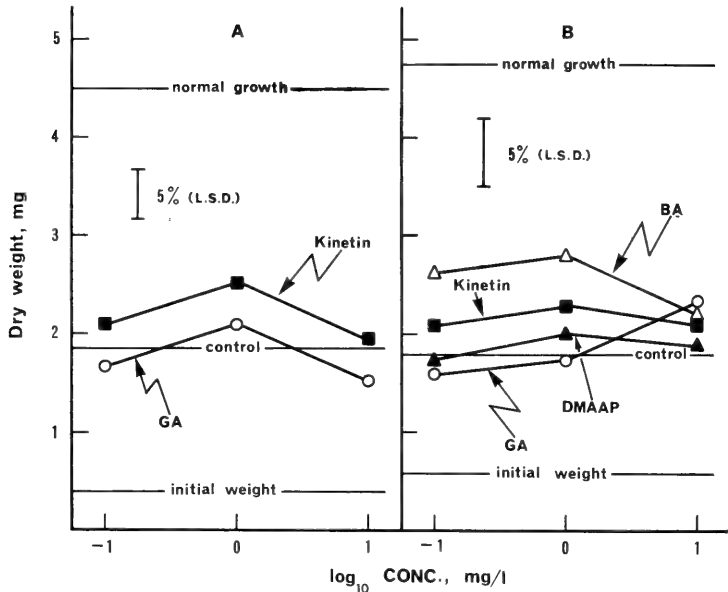 A
B
5
4
3
2
1
Dry weight, mg
normal growth
5% (L.S.D.)
Kinetin
control
GA
initial weight
normal growth
5% (L.S.D.)
BA
Kinetin
control
DMAAP
GA
initial weight
−1 0 1 −1 0 1
log10 CONC., mg/l